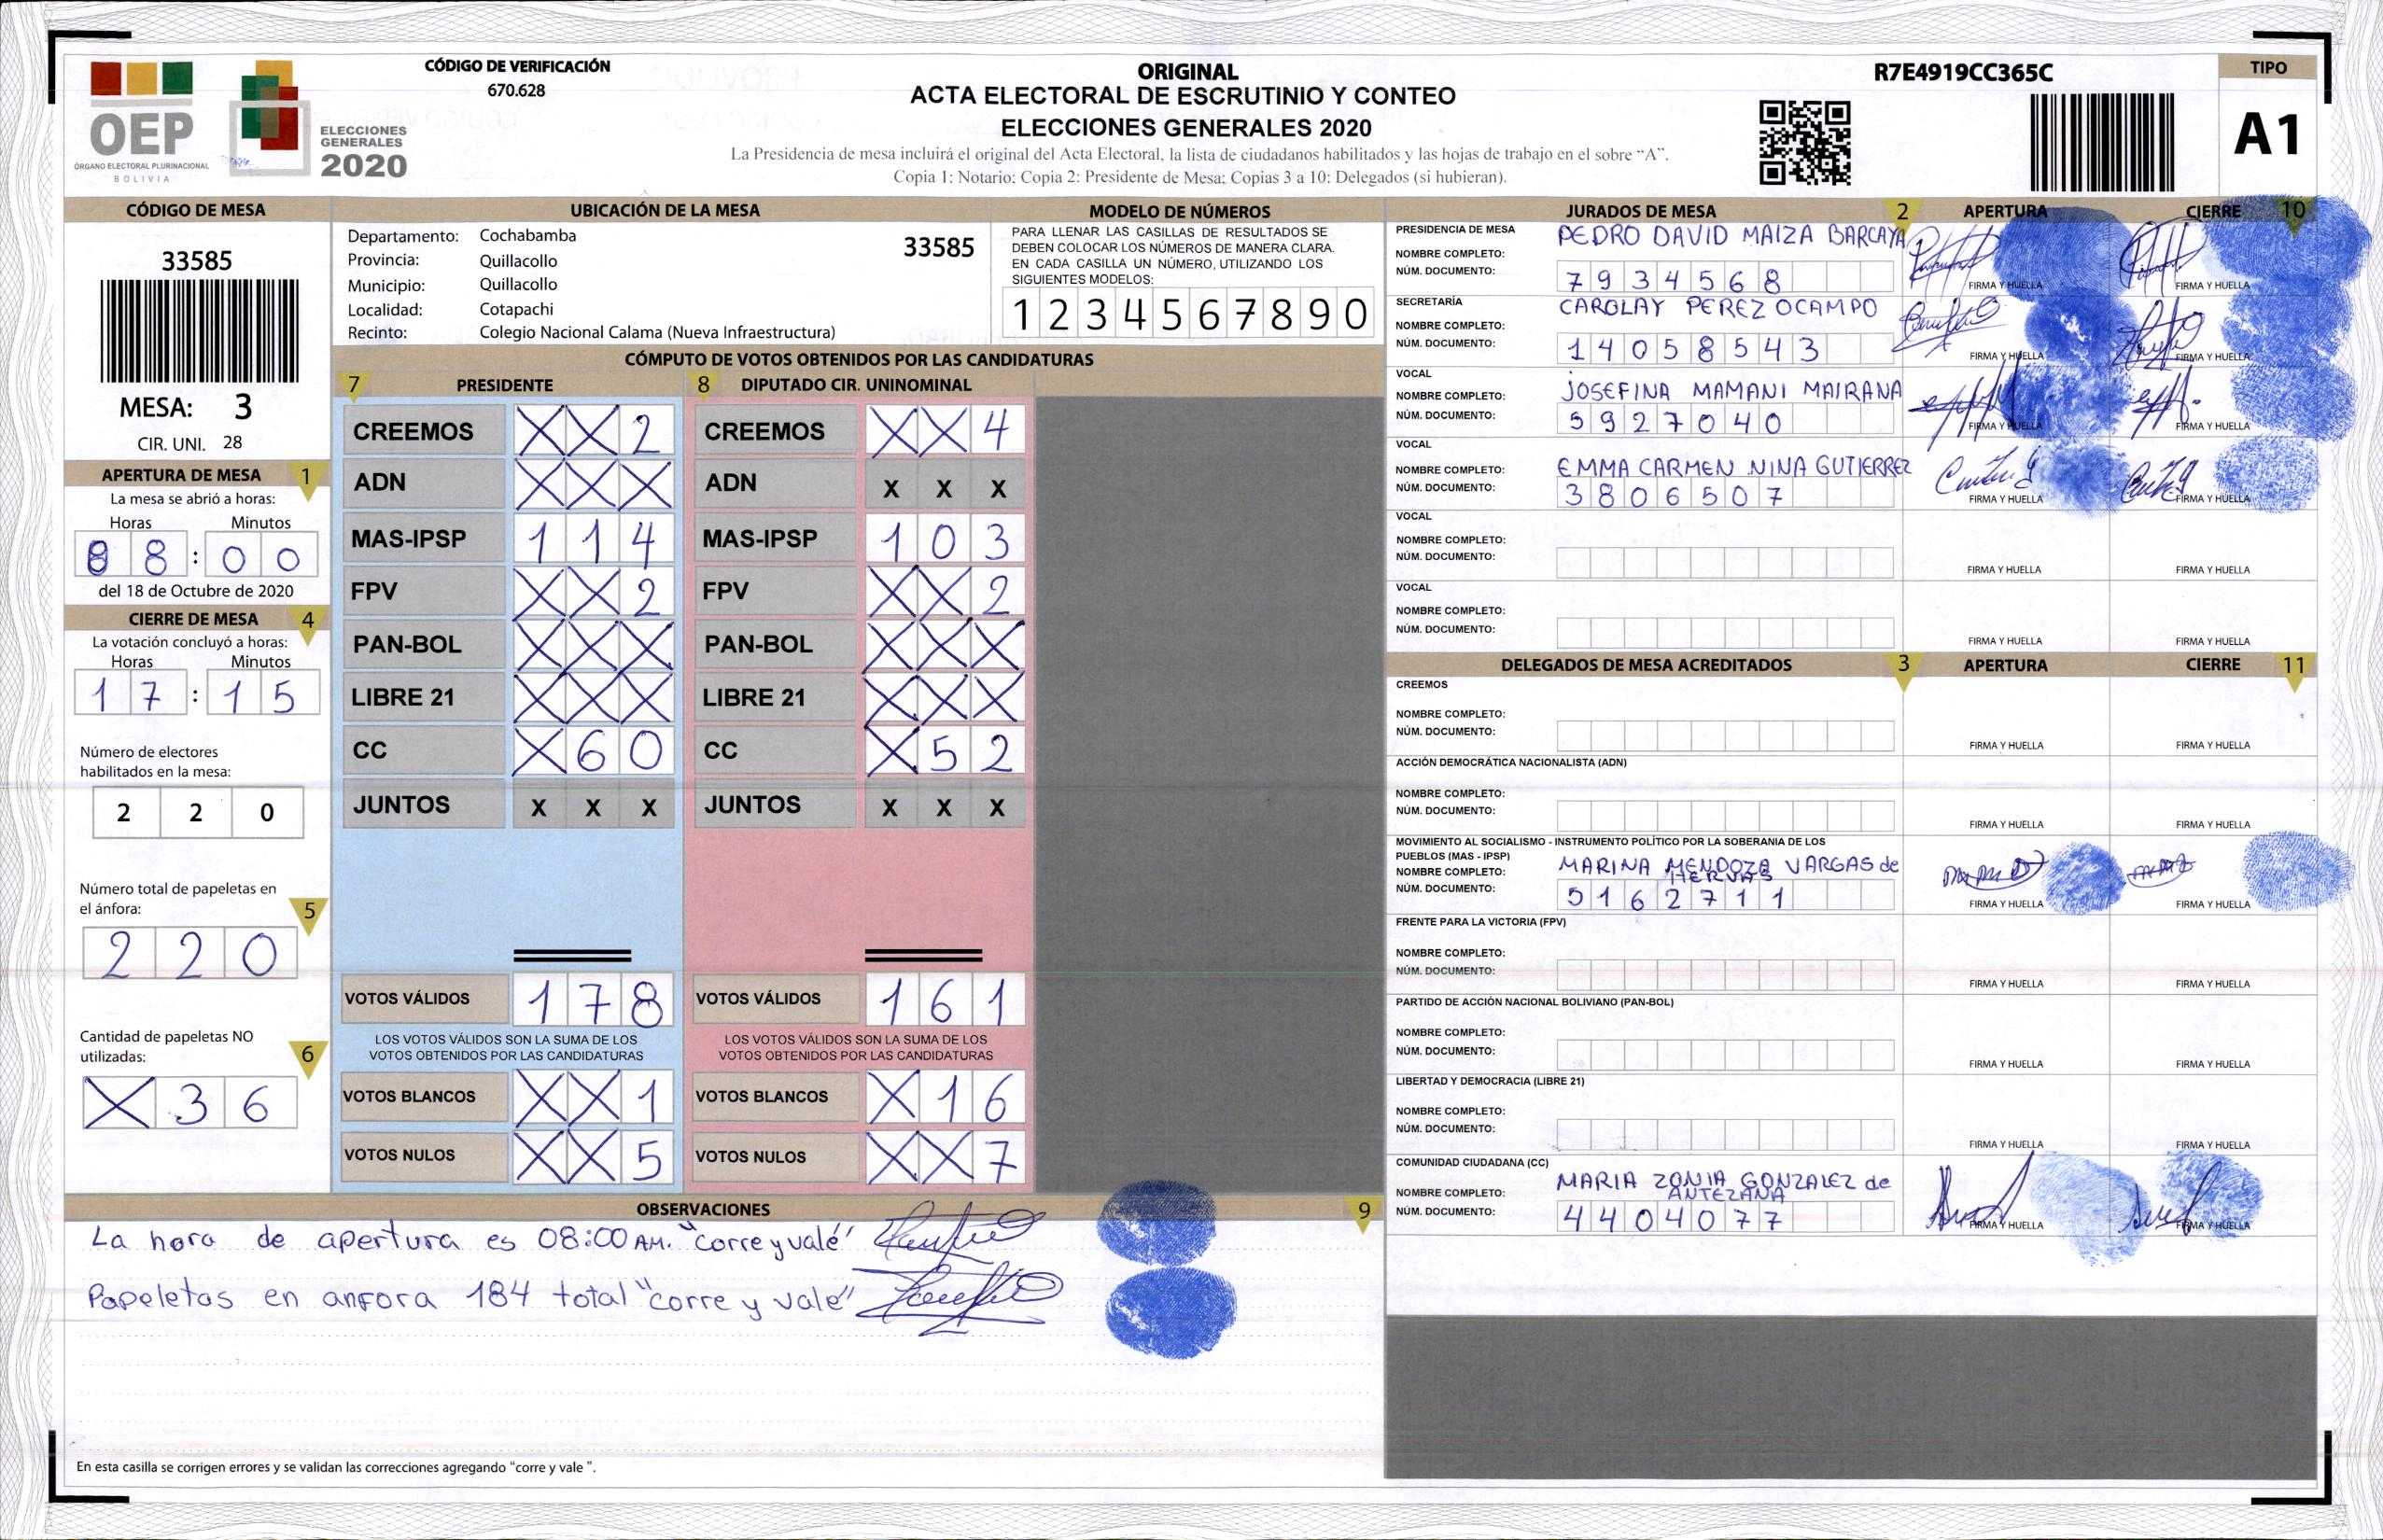 OEP
ÓRGANO ELECTORAL PLURINACIONAL
BOLIVIA
ELECCIONES
GENERALES
2020
CÓDIGO DE VERIFICACIÓN
670.628
ORIGINAL
ACTA ELECTORAL DE ESCRUTINIO Y CONTEO
ELECCIONES GENERALES 2020
La Presidencia de mesa incluirá el original del Acta Electoral, la lista de ciudadanos habilitados y las hojas de trabajo en el sobre “A”.
Copia 1: Notario; Copia 2: Presidente de Mesa; Copias 3 a 10: Delegados (si hubieran).
R7E4919CC365C
TIPO
A1
CÓDIGO DE MESA
33585
MESA: 3
CIR. UNI. 28
APERTURA DE MESA 1
La mesa se abrió a horas:
Horas Minutos
8 8 : 0 0
del 18 de Octubre de 2020
CIERRE DE MESA 4
La votación concluyó a horas:
Horas Minutos
1 7 : 1 5
Número de electores
habilitados en la mesa:
2 2 0
Número total de papeletas en
el ánfora: 5
2 2 0
Cantidad de papeletas NO
utilizadas: 6
X 3 6
UBICACIÓN DE LA MESA
Departamento: Cochabamba 33585
Provincia: Quillacollo
Municipio: Quillacollo
Localidad: Cotapachi
Recinto: Colegio Nacional Calama (Nueva Infraestructura)
MODELO DE NÚMEROS
PARA LLENAR LAS CASILLAS DE RESULTADOS SE
DEBEN COLOCAR LOS NÚMEROS DE MANERA CLARA.
EN CADA CASILLA UN NÚMERO, UTILIZANDO LOS
SIGUIENTES MODELOS:
1 2 3 4 5 6 7 8 9 0
CÓMPUTO DE VOTOS OBTENIDOS POR LAS CANDIDATURAS
7 PRESIDENTE 8 DIPUTADO CIR. UNINOMINAL
CREEMOS X X 2 CREEMOS X X 4
ADN X X X ADN X X X
MAS-IPSP 1 1 4 MAS-IPSP 1 0 3
FPV X X 2 FPV X X 2
PAN-BOL X X X PAN-BOL X X X
LIBRE 21 X X X LIBRE 21 X X X
CC X 6 0 CC X 5 2
JUNTOS X X X JUNTOS X X X
VOTOS VÁLIDOS 1 7 8 VOTOS VÁLIDOS 1 6 1
LOS VOTOS VÁLIDOS SON LA SUMA DE LOS LOS VOTOS VÁLIDOS SON LA SUMA DE LOS
VOTOS OBTENIDOS POR LAS CANDIDATURAS VOTOS OBTENIDOS POR LAS CANDIDATURAS
VOTOS BLANCOS X X 1 VOTOS BLANCOS X 1 6
VOTOS NULOS X X 5 VOTOS NULOS X X 7
OBSERVACIONES 9
La hora de apertura es 08:00 AM. "corre y vale"
Papeletas en anfora 184 total "corre y vale"
En esta casilla se corrigen errores y se validan las correcciones agregando “corre y vale ”.
JURADOS DE MESA 2 APERTURA CIERRE 10
PRESIDENCIA DE MESA PEDRO DAVID MAIZA BARCAYA
NOMBRE COMPLETO:
NÚM. DOCUMENTO: 7 9 3 4 5 6 8 FIRMA Y HUELLA FIRMA Y HUELLA
SECRETARÍA CAROLAY PEREZ OCAMPO
NOMBRE COMPLETO:
NÚM. DOCUMENTO: 1 4 0 5 8 5 4 3 FIRMA Y HUELLA FIRMA Y HUELLA
VOCAL
NOMBRE COMPLETO: JOSEFINA MAMANI MAIRANA
NÚM. DOCUMENTO: 5 9 2 7 0 4 0 FIRMA Y HUELLA FIRMA Y HUELLA
VOCAL
NOMBRE COMPLETO: EMMA CARMEN NINA GUTIERREZ
NÚM. DOCUMENTO: 3 8 0 6 5 0 7 FIRMA Y HUELLA FIRMA Y HUELLA
VOCAL
NOMBRE COMPLETO:
NÚM. DOCUMENTO: FIRMA Y HUELLA FIRMA Y HUELLA
VOCAL
NOMBRE COMPLETO:
NÚM. DOCUMENTO: FIRMA Y HUELLA FIRMA Y HUELLA
DELEGADOS DE MESA ACREDITADOS 3 APERTURA CIERRE 11
CREEMOS
NOMBRE COMPLETO:
NÚM. DOCUMENTO: FIRMA Y HUELLA FIRMA Y HUELLA
ACCIÓN DEMOCRÁTICA NACIONALISTA (ADN)
NOMBRE COMPLETO:
NÚM. DOCUMENTO: FIRMA Y HUELLA FIRMA Y HUELLA
MOVIMIENTO AL SOCIALISMO - INSTRUMENTO POLÍTICO POR LA SOBERANIA DE LOS
PUEBLOS (MAS - IPSP)
NOMBRE COMPLETO: MARINA MENDOZA VARGAS de
HERVAS
NÚM. DOCUMENTO: 5 1 6 2 7 1 1 FIRMA Y HUELLA FIRMA Y HUELLA
FRENTE PARA LA VICTORIA (FPV)
NOMBRE COMPLETO:
NÚM. DOCUMENTO: FIRMA Y HUELLA FIRMA Y HUELLA
PARTIDO DE ACCIÓN NACIONAL BOLIVIANO (PAN-BOL)
NOMBRE COMPLETO:
NÚM. DOCUMENTO: FIRMA Y HUELLA FIRMA Y HUELLA
LIBERTAD Y DEMOCRACIA (LIBRE 21)
NOMBRE COMPLETO:
NÚM. DOCUMENTO: FIRMA Y HUELLA FIRMA Y HUELLA
COMUNIDAD CIUDADANA (CC)
NOMBRE COMPLETO: MARIA ZONIA GONZALEZ de
ANTEZANA
NÚM. DOCUMENTO: 4 4 0 4 0 7 7 FIRMA Y HUELLA FIRMA Y HUELLA